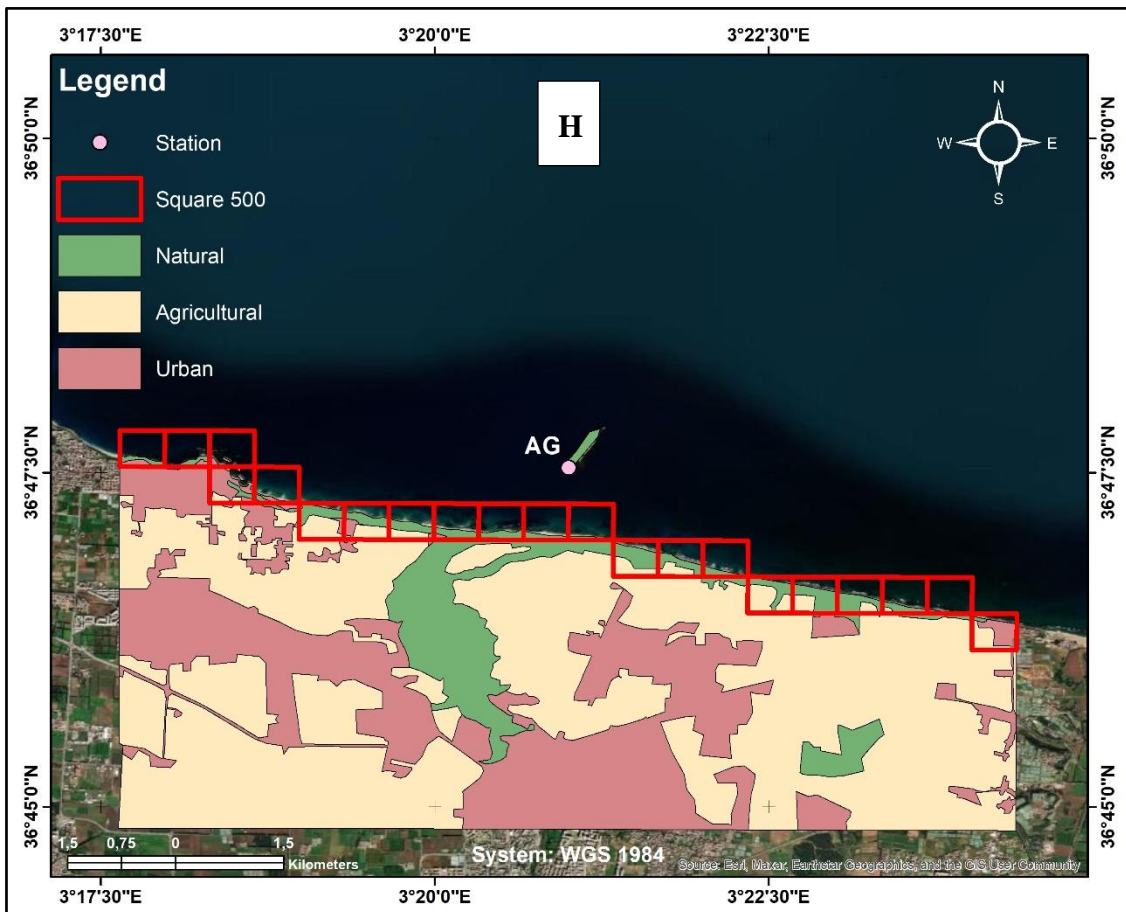 3°17'30"E 3°20'0"E 3°22'30"E
Legend
H
N
W E
S
Station
Square 500
Natural
Agricultural
Urban
36°50'0"N 36°50'0"N
AG
36°47'30"N 36°47'30"N
36°45'0"N 36°45'0"N
1,5 0,75 0 1,5
Kilometers
System: WGS 1984
Source: Esri, Maxar, Earthstar Geographics, and the GIS User Community
3°17'30"E 3°20'0"E 3°22'30"E